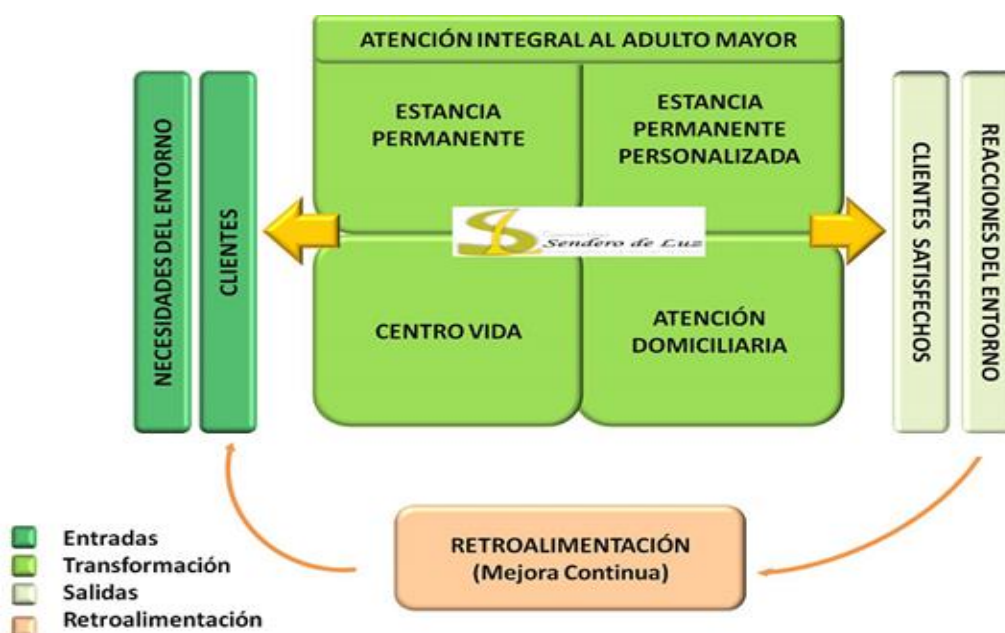 ATENCIÓN INTEGRAL AL ADULTO MAYOR
NECESIDADES DEL ENTORNO
CLIENTES
ESTANCIA
PERMANENTE
ESTANCIA
PERMANENTE
PERSONALIZADA
Sendero de Luz
CENTRO VIDA
ATENCIÓN
DOMICILIARIA
CLIENTES SATISFECHOS
REACCIONES DEL ENTORNO
RETROALIMENTACIÓN
(Mejora Continua)
Entradas
Transformación
Salidas
Retroalimentación